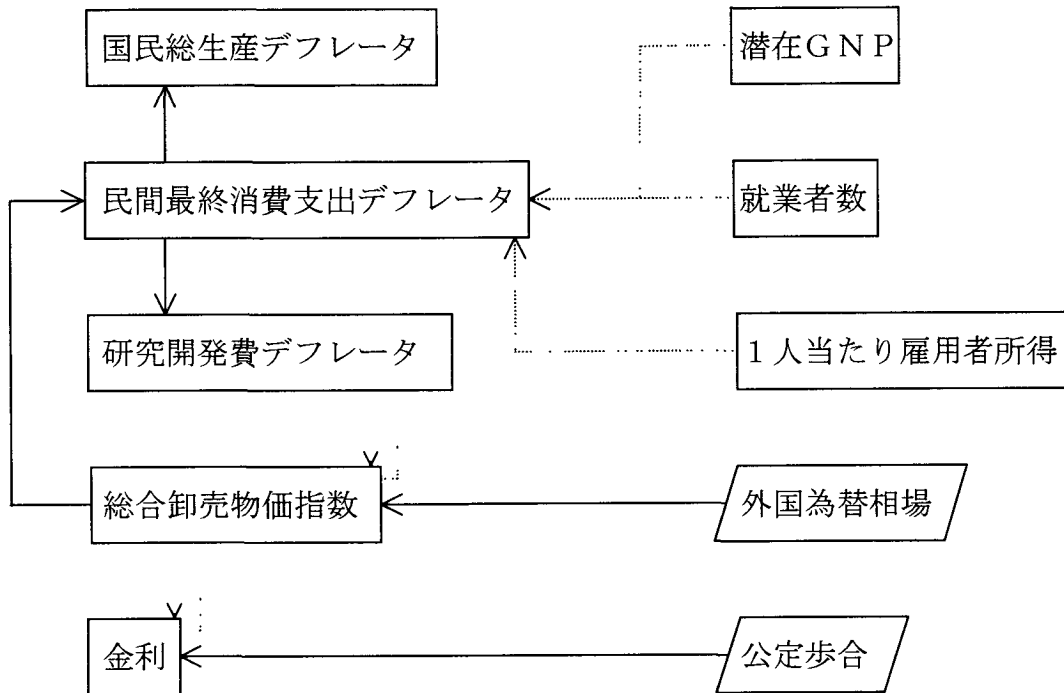 国民総生産デフレータ
潜在GNP
民間最終消費支出デフレータ
就業者数
研究開発費デフレータ
1人当たり雇用者所得
総合卸売物価指数
外国為替相場
金利
公定歩合